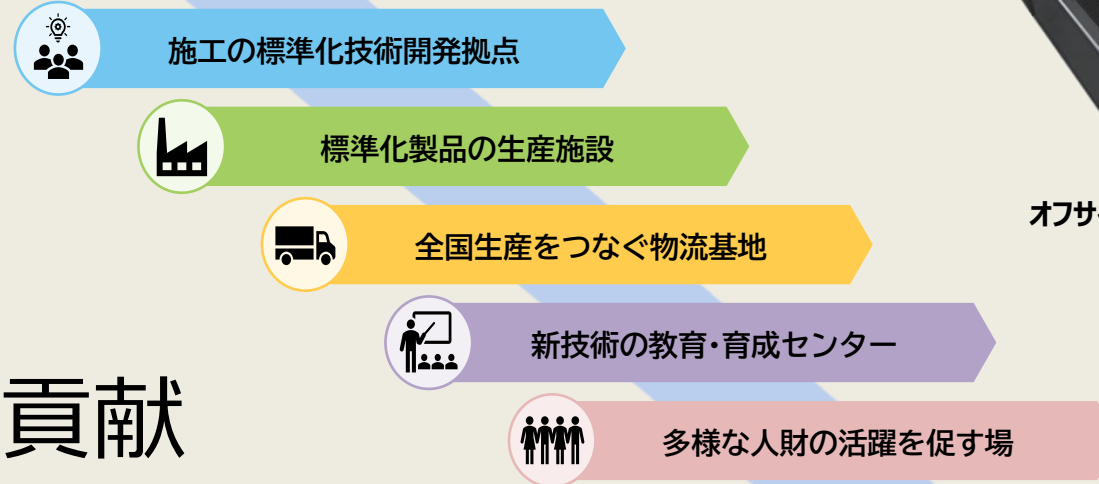 施工の標準化技術開発拠点
標準化製品の生産施設
オフサ
全国生産をつなぐ物流基地
新技術の教育・育成センター
貢献
多様な人財の活躍を促す場